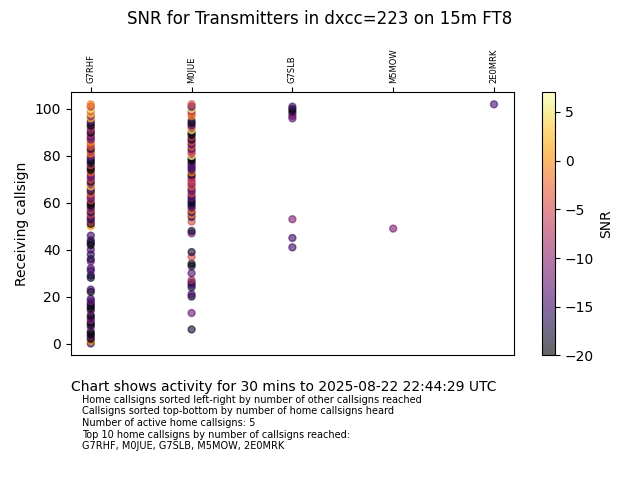 SNR for Transmitters in dxcc=223 on 15m FT8
G7RHF M0JUE G7SLB M5MOW 2E0MRK
100
80
60
40
20
0
Receiving callsign
5
0
−5
−10
−15
−20
SNR
Chart shows activity for 30 mins to 2025-08-22 22:44:29 UTC
Home callsigns sorted left-right by number of other callsigns reached
Callsigns sorted top-bottom by number of home callsigns heard
Number of active home callsigns: 5
Top 10 home callsigns by number of callsigns reached:
G7RHF, M0JUE, G7SLB, M5MOW, 2E0MRK